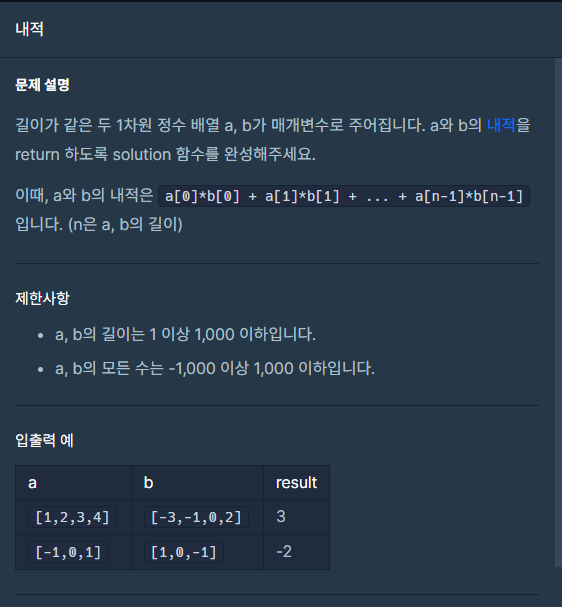 내적
문제 설명
길이가 같은 두 1차원 정수 배열 a, b가 매개변수로 주어집니다. a와 b의 내적을
return 하도록 solution 함수를 완성해주세요.
이때, a와 b의 내적은 a[0]*b[0] + a[1]*b[1] + ... + a[n-1]*b[n-1]
입니다. (n은 a, b의 길이)
제한사항
• a, b의 길이는 1 이상 1,000 이하입니다.
• a, b의 모든 수는 -1,000 이상 1,000 이하입니다.
입출력 예
a b result
[1,2,3,4] [-3,-1,0,2] 3
[-1,0,1] [1,0,-1] -2